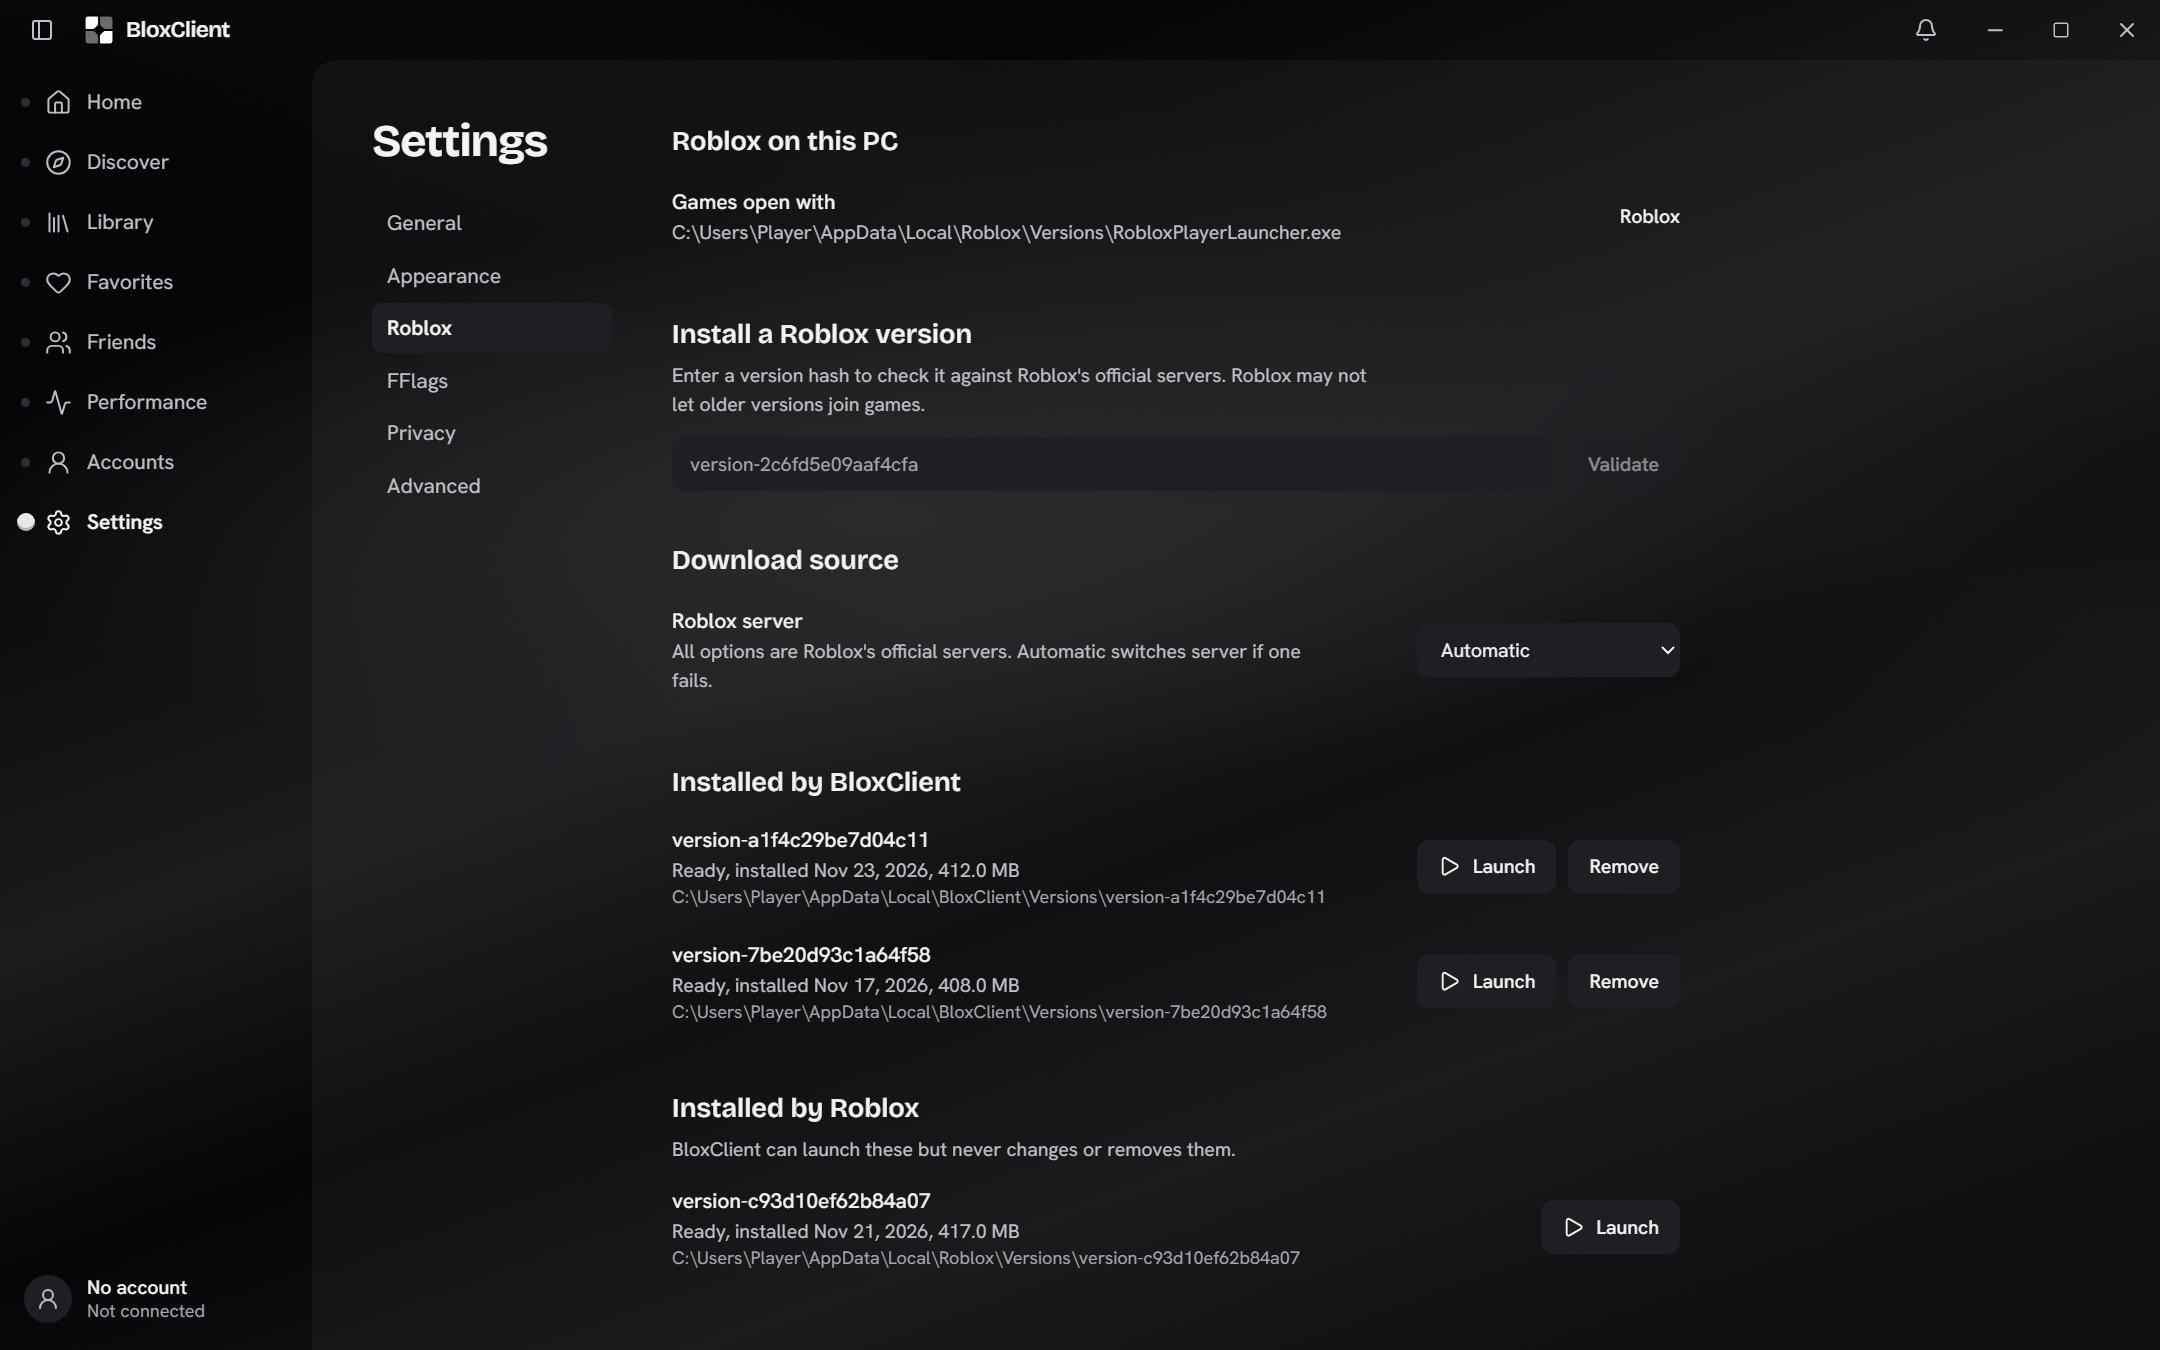 BloxClient
Home
Discover
Library
Favorites
Friends
Performance
Accounts
Settings
No account
Not connected
Settings
General
Appearance
Roblox
FFlags
Privacy
Advanced
Roblox on this PC
Games open with
C:\Users\Player\AppData\Local\Roblox\Versions\RobloxPlayerLauncher.exe
Roblox
Install a Roblox version
Enter a version hash to check it against Roblox's official servers. Roblox may not
let older versions join games.
version-2c6fd5e09aaf4cfa
Validate
Download source
Roblox server
All options are Roblox's official servers. Automatic switches server if one
fails.
Automatic
Installed by BloxClient
version-a1f4c29be7d04c11
Ready, installed Nov 23, 2026, 412.0 MB
C:\Users\Player\AppData\Local\BloxClient\Versions\version-a1f4c29be7d04c11
Launch
Remove
version-7be20d93c1a64f58
Ready, installed Nov 17, 2026, 408.0 MB
C:\Users\Player\AppData\Local\BloxClient\Versions\version-7be20d93c1a64f58
Launch
Remove
Installed by Roblox
BloxClient can launch these but never changes or removes them.
version-c93d10ef62b84a07
Ready, installed Nov 21, 2026, 417.0 MB
C:\Users\Player\AppData\Local\Roblox\Versions\version-c93d10ef62b84a07
Launch